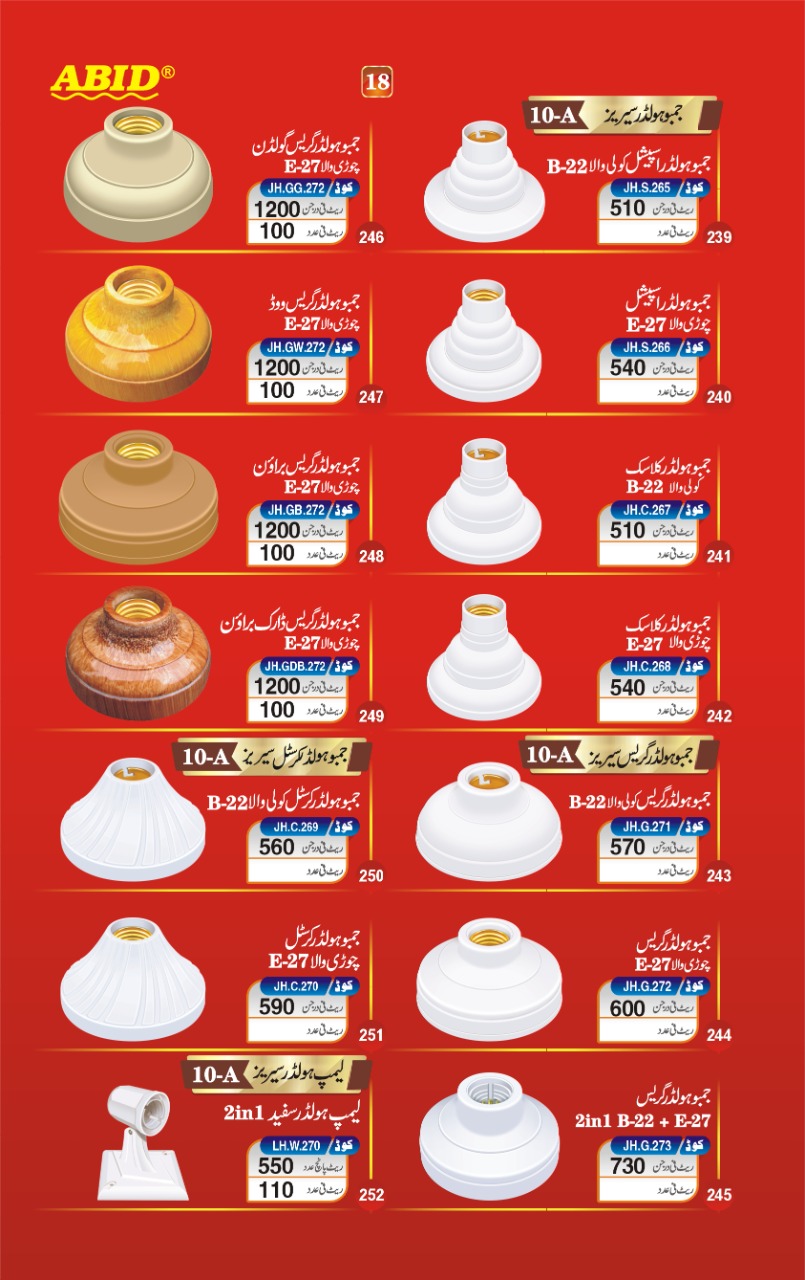 ABID®
18
جمبو ہولڈر سیریز 10-A
جمبو ہولڈر اسپیشل کولی والا B-22
کوڈ JH.S.265
ریٹ فی درجن 510
ریٹ فی عدد
239
جمبو ہولڈر اسپیشل
چوڑی والا E-27
کوڈ JH.S.266
ریٹ فی درجن 540
ریٹ فی عدد
240
جمبو ہولڈر کلاسک
کولی والا B-22
کوڈ JH.C.267
ریٹ فی درجن 510
ریٹ فی عدد
241
جمبو ہولڈر کلاسک
چوڑی والا E-27
کوڈ JH.C.268
ریٹ فی درجن 540
ریٹ فی عدد
242
جمبو ہولڈر گریس سیریز 10-A
جمبو ہولڈر گریس کولی والا B-22
کوڈ JH.G.271
ریٹ فی درجن 570
ریٹ فی عدد
243
جمبو ہولڈر گریس
چوڑی والا E-27
کوڈ JH.G.272
ریٹ فی درجن 600
ریٹ فی عدد
244
جمبو ہولڈر گریس
2in1 B-22 + E-27
کوڈ JH.G.273
ریٹ فی درجن 730
ریٹ فی عدد
245
جمبو ہولڈر گریس گولڈن
چوڑی والا E-27
کوڈ JH.GG.272
ریٹ فی درجن 1200
ریٹ فی عدد 100
246
جمبو ہولڈر گریس ووڈ
چوڑی والا E-27
کوڈ JH.GW.272
ریٹ فی درجن 1200
ریٹ فی عدد 100
247
جمبو ہولڈر گریس براؤن
چوڑی والا E-27
کوڈ JH.GB.272
ریٹ فی درجن 1200
ریٹ فی عدد 100
248
جمبو ہولڈر گریس ڈارک براؤن
چوڑی والا E-27
کوڈ JH.GDB.272
ریٹ فی درجن 1200
ریٹ فی عدد 100
249
جمبو ہولڈر کرسٹل سیریز 10-A
جمبو ہولڈر کرسٹل کولی والا B-22
کوڈ JH.C.269
ریٹ فی درجن 560
ریٹ فی عدد
250
جمبو ہولڈر کرسٹل
چوڑی والا E-27
کوڈ JH.C.270
ریٹ فی درجن 590
ریٹ فی عدد
251
لیمپ ہولڈر سیریز 10-A
لیمپ ہولڈر سفید 2in1
کوڈ LH.W.270
ریٹ پانچ عدد 550
ریٹ فی عدد 110
252